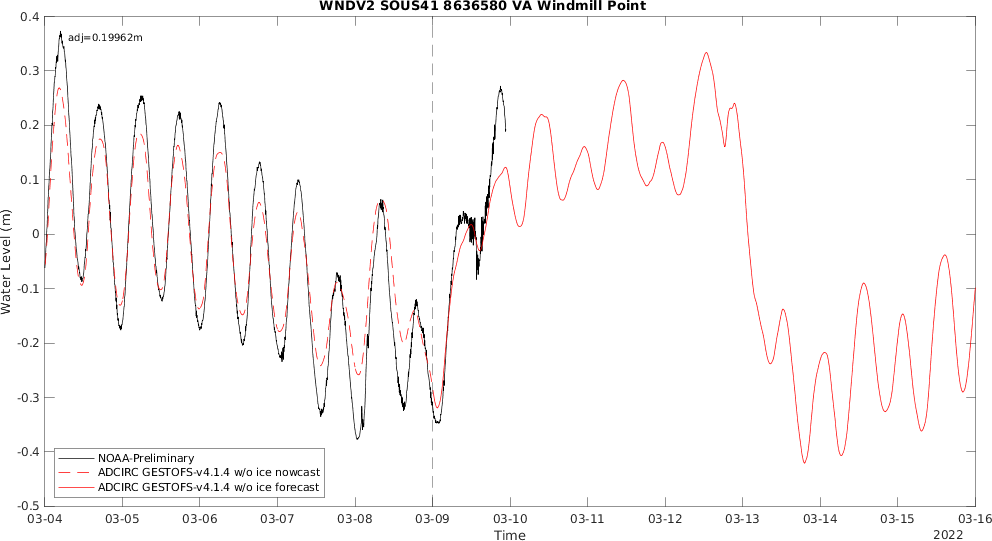 WNDV2 SOUS41 8636580 VA Windmill Point
adj=0.19962m
0.4
0.3
0.2
0.1
0
-0.1
-0.2
-0.3
-0.4
-0.5
Water Level (m)
NOAA-Preliminary
ADCIRC GESTOFS-v4.1.4 w/o ice nowcast
ADCIRC GESTOFS-v4.1.4 w/o ice forecast
03-04 03-05 03-06 03-07 03-08 03-09 03-10 03-11 03-12 03-13 03-14 03-15 03-16
Time
2022